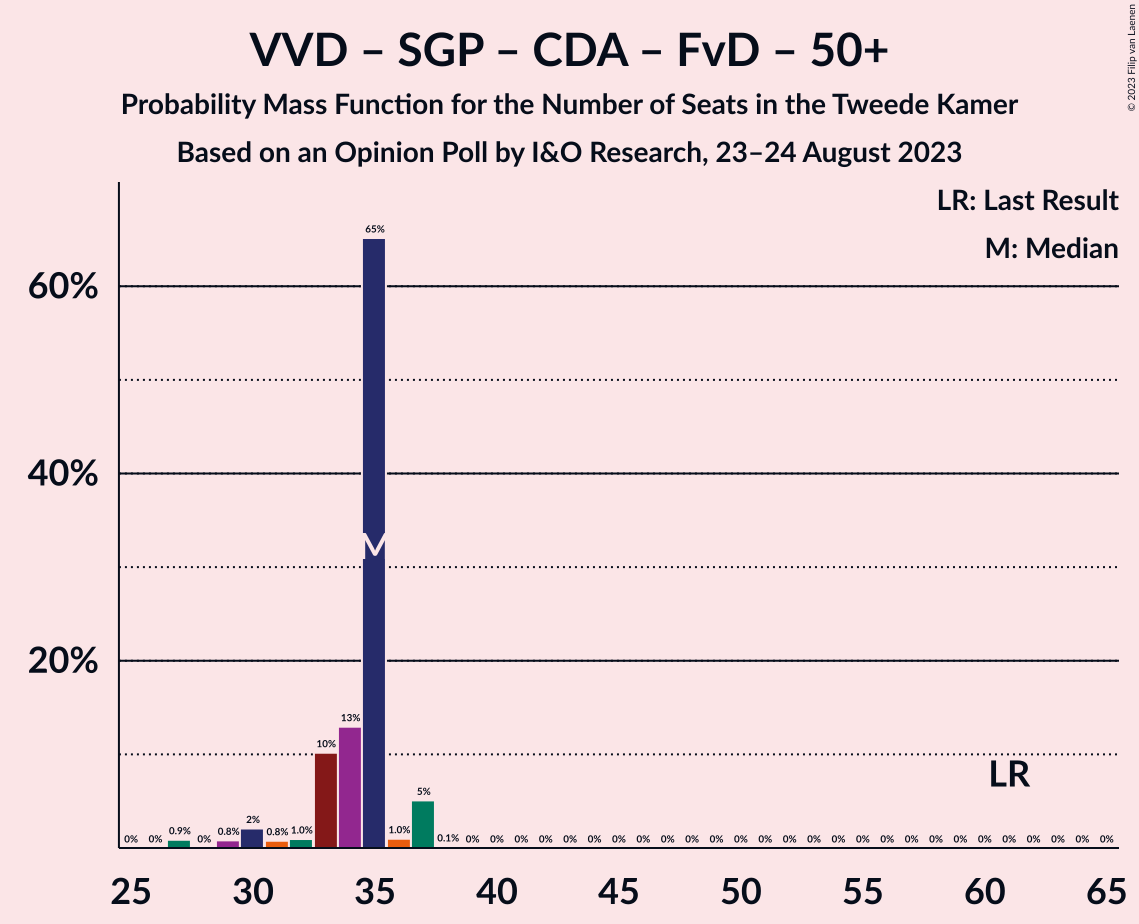 VVD – SGP – CDA – FvD – 50+
Probability Mass Function for the Number of Seats in the Tweede Kamer
Based on an Opinion Poll by I&O Research, 23–24 August 2023
© 2023 Filip van Laenen
LR: Last Result
M: Median
60%
40%
20%
65%
M
13%
10%
5%
LR
0% 0% 0.9% 0% 0.8% 2% 0.8% 1.0% 1.0% 0.1% 0% 0% 0% 0% 0% 0% 0% 0% 0% 0% 0% 0% 0% 0% 0% 0% 0% 0% 0% 0% 0% 0% 0% 0% 0% 0% 0%
25 30 35 40 45 50 55 60 65